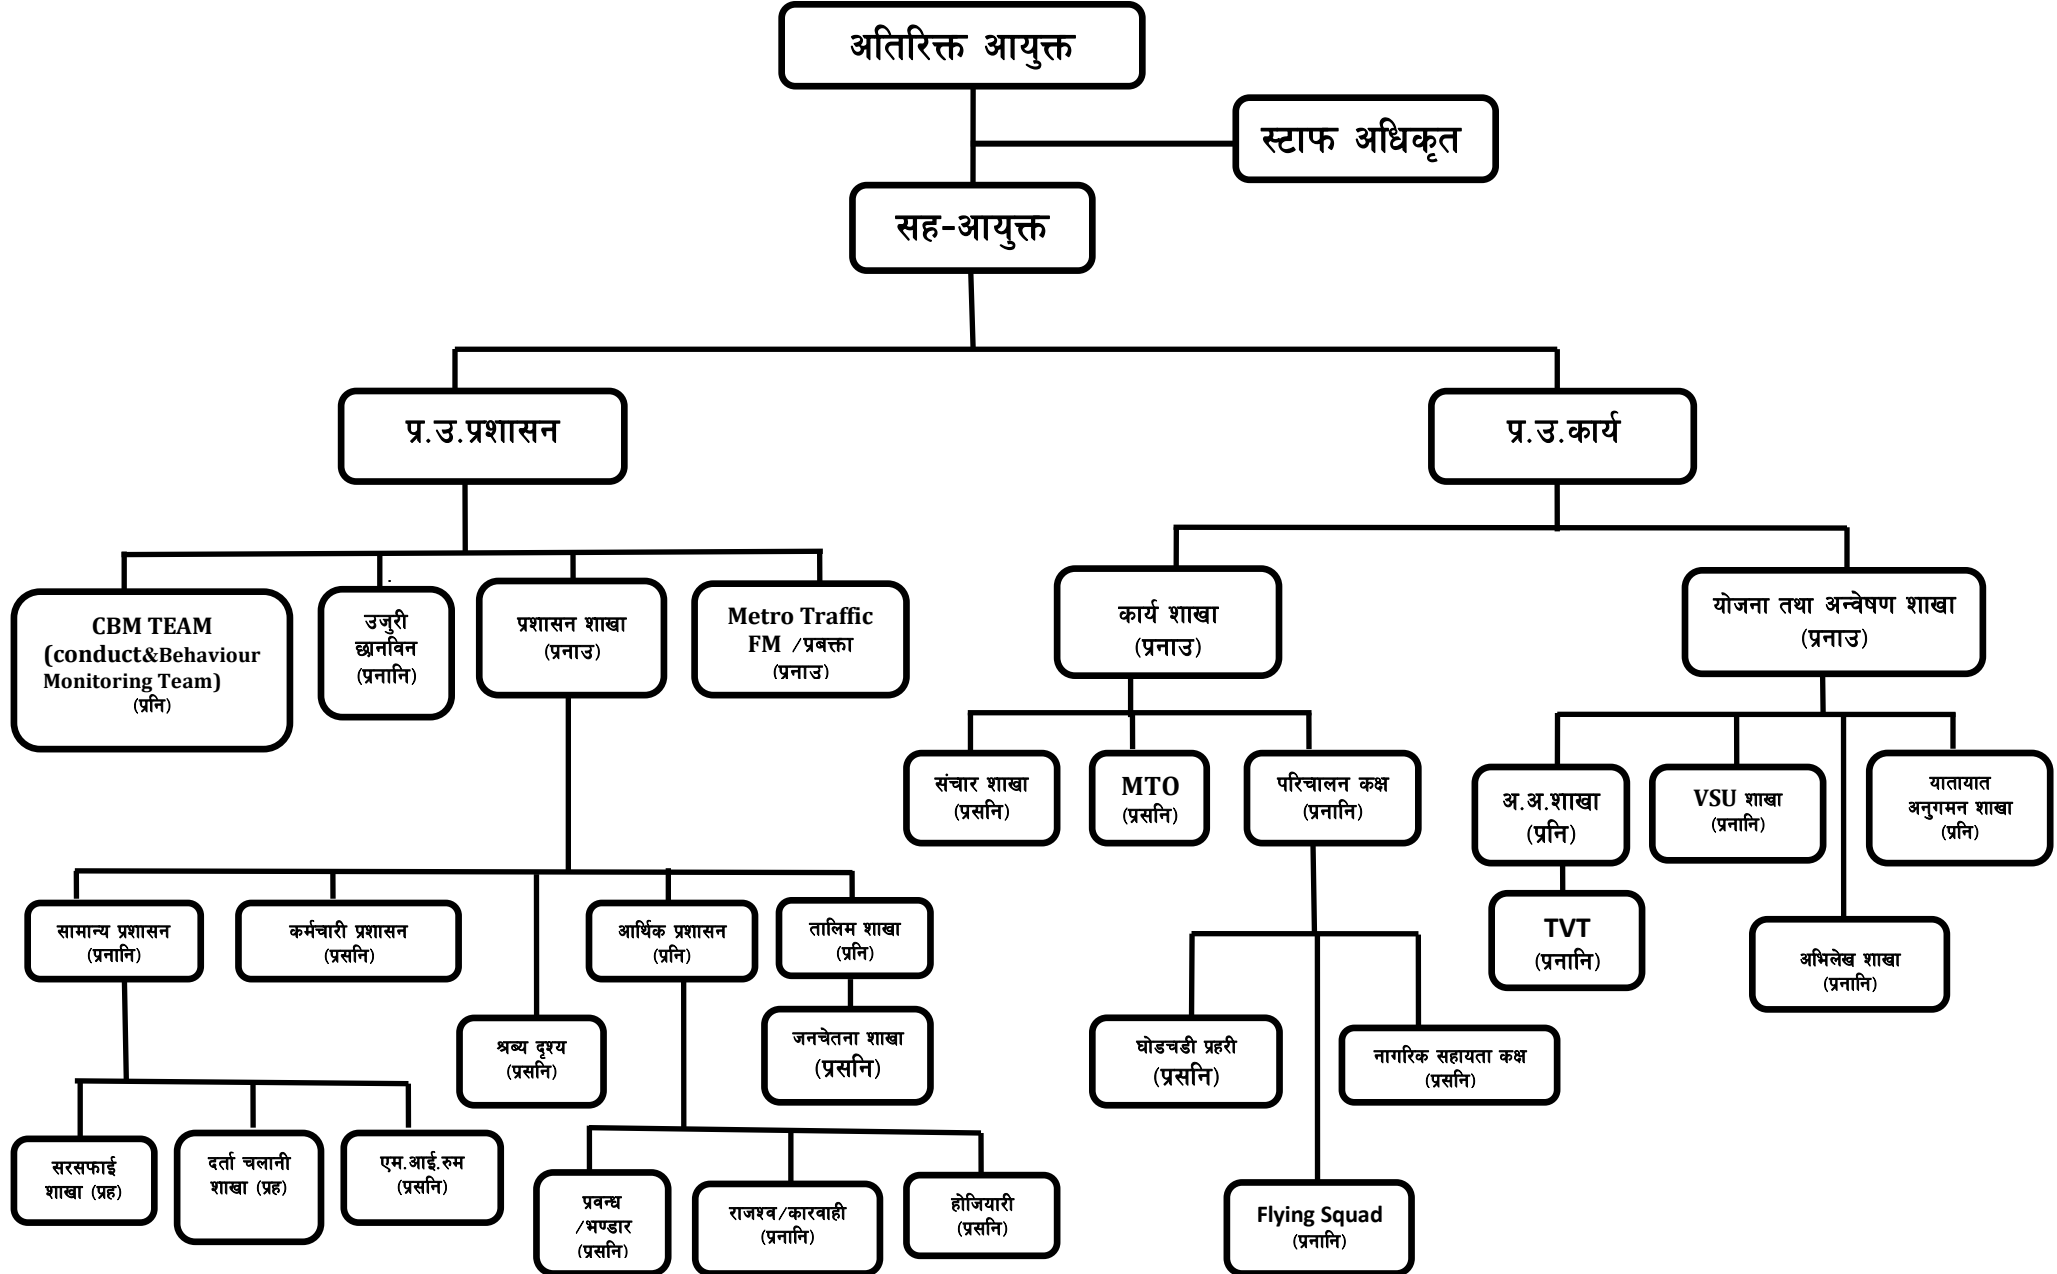 अतिरिक्त आयुक्त
स्टाफ अधिकृत
सह-आयुक्त
प्र.उ.प्रशासन
प्र.उ.कार्य
CBM TEAM
(conduct&Behaviour
Monitoring Team)
(प्रनि)
उजुरी
छानविन
(प्रनानि)
प्रशासन शाखा
(प्रनाउ)
Metro Traffic
FM /प्रबक्ता
(प्रनाउ)
कार्य शाखा
(प्रनाउ)
योजना तथा अन्वेषण शाखा
(प्रनाउ)
संचार शाखा
(प्रसनि)
MTO
(प्रसनि)
परिचालन कक्ष
(प्रनानि)
अ.अ.शाखा
(प्रनि)
VSU शाखा
(प्रनानि)
यातायात
अनुगमन शाखा
(प्रनि)
TVT
(प्रनानि)
अभिलेख शाखा
(प्रनानि)
सामान्य प्रशासन
(प्रनानि)
कर्मचारी प्रशासन
(प्रसनि)
आर्थिक प्रशासन
(प्रनि)
तालिम शाखा
(प्रनि)
श्रब्य दृश्य
(प्रसनि)
जनचेतना शाखा
(प्रसनि)
घोडचडी प्रहरी
(प्रसनि)
नागरिक सहायता कक्ष
(प्रसनि)
सरसफाई
शाखा (प्रह)
दर्ता चलानी
शाखा (प्रह)
एम.आई.रुम
(प्रसनि)
प्रवन्ध
/भण्डार
(प्रसनि)
राजश्व/कारवाही
(प्रनानि)
होजियारी
(प्रसनि)
Flying Squad
(प्रनानि)